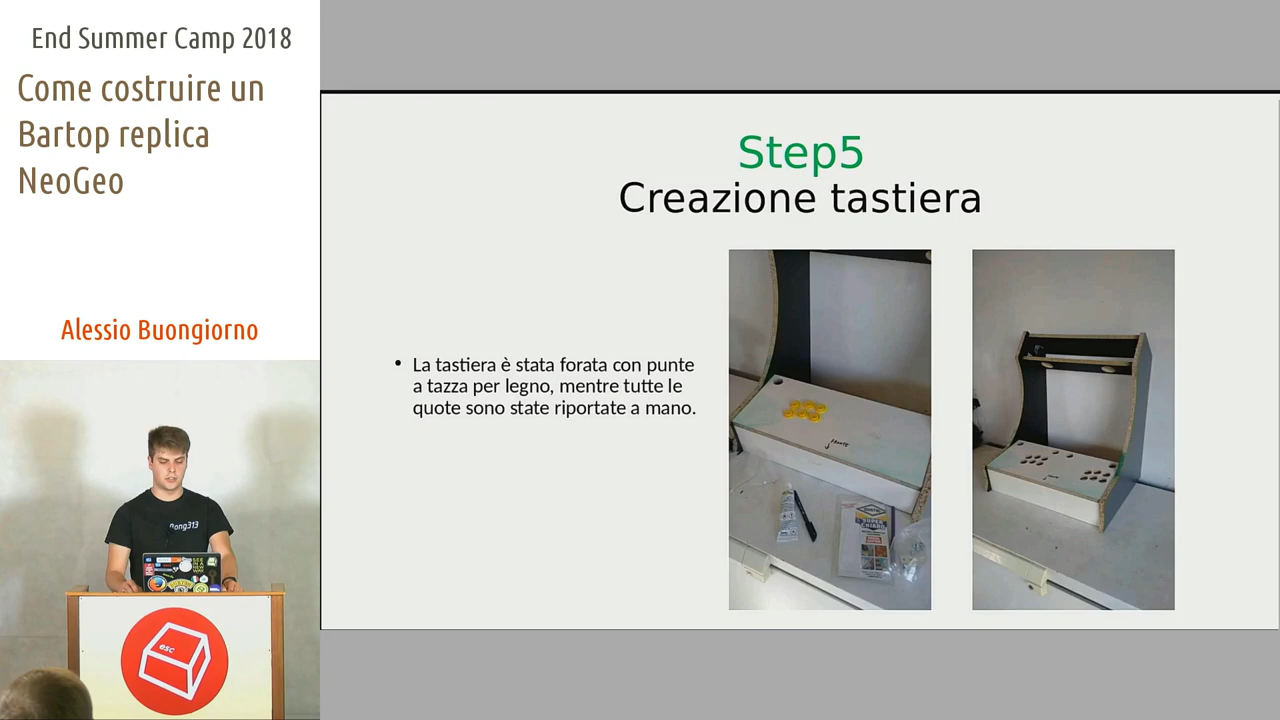 End Summer Camp 2018
Come costruire un
Bartop replica
NeoGeo
Alessio Buongiorno
Step5
Creazione tastiera
• La tastiera è stata forata con punte
a tazza per legno, mentre tutte le
quote sono state riportate a mano.
esc